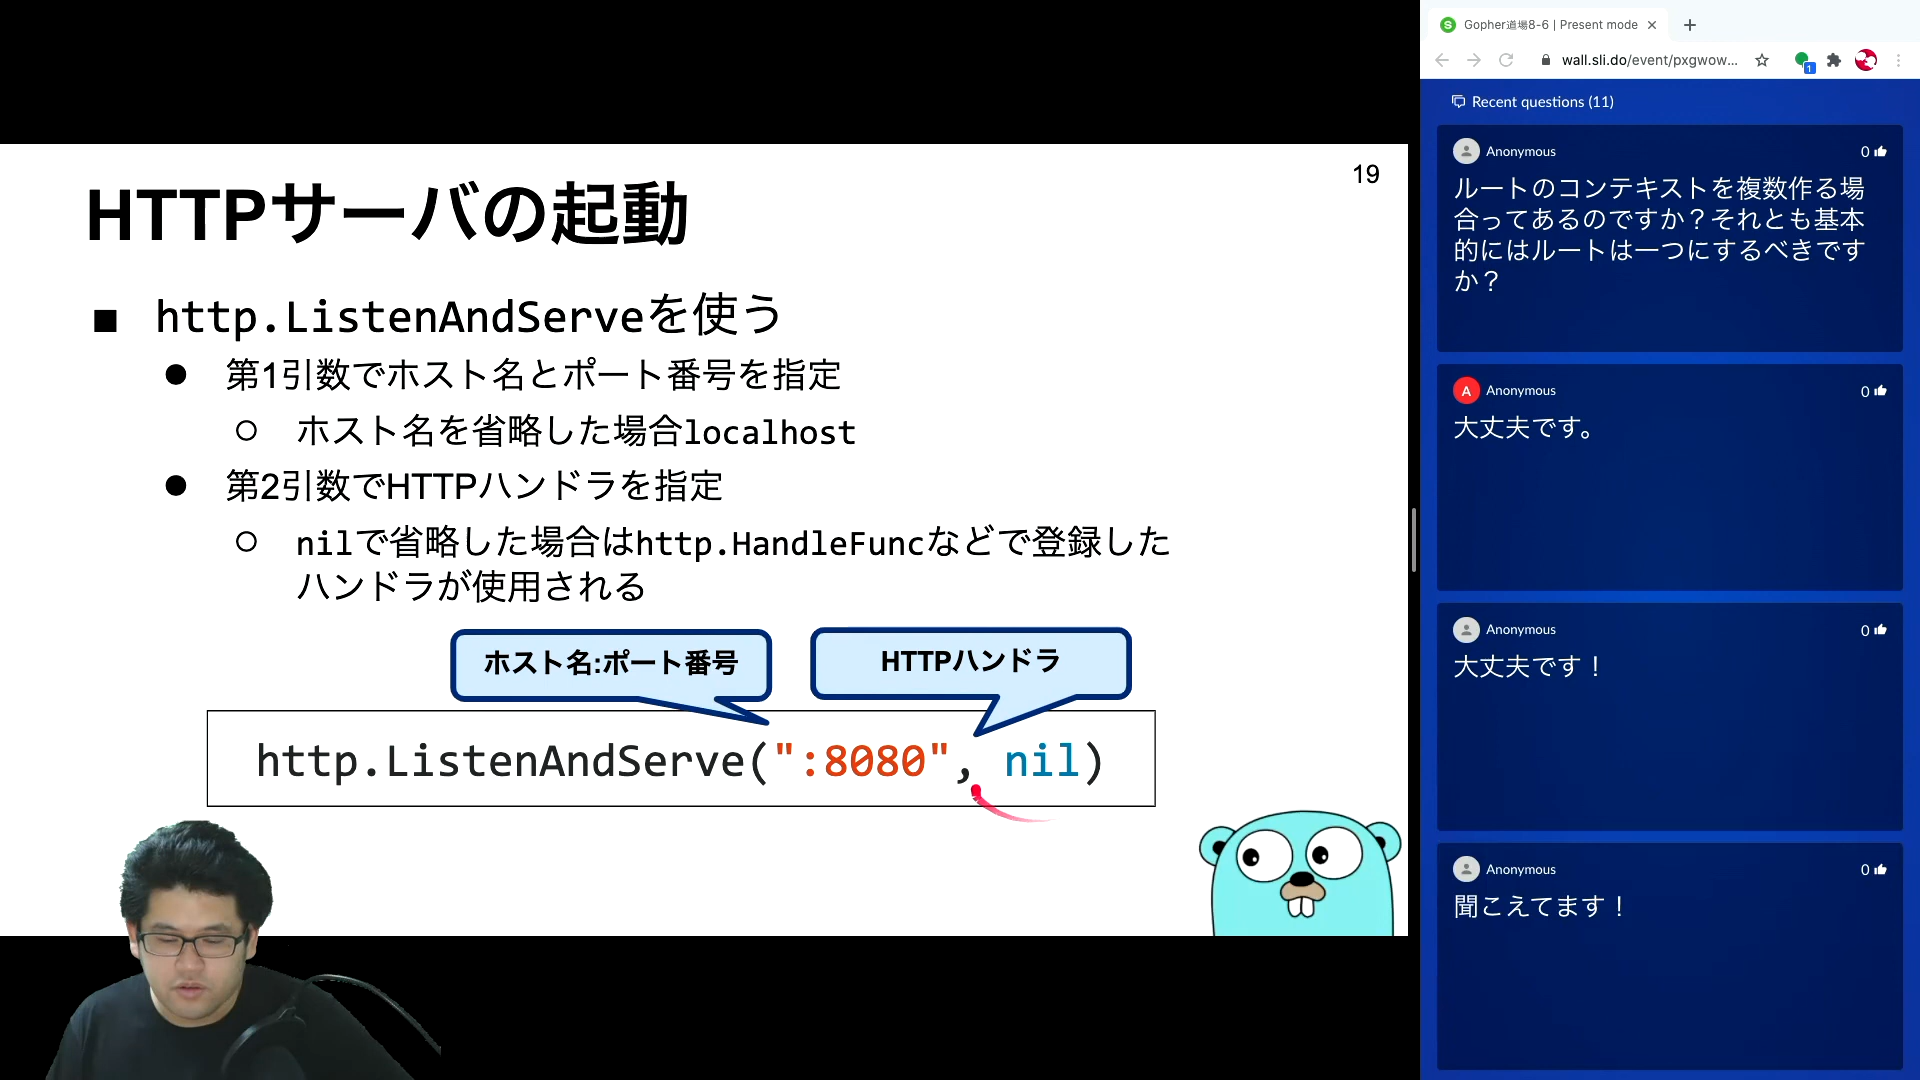 19
HTTPサーバの起動
■ http.ListenAndServeを使う
● 第1引数でホスト名とポート番号を指定
○ ホスト名を省略した場合localhost
● 第2引数でHTTPハンドラを指定
○ nilで省略した場合はhttp.HandleFuncなどで登録した
ハンドラが使用される
ホスト名:ポート番号
HTTPハンドラ
http.ListenAndServe(":8080", nil)
Gopher道場8-6 | Present mode
wall.sli.do/event/pxgwow...
1
Recent questions (11)
Anonymous
0
ルートのコンテキストを複数作る場
合ってあるのですか？それとも基本
的にはルートは一つにするべきです
か？
A
Anonymous
0
大丈夫です。
Anonymous
0
大丈夫です！
Anonymous
0
聞こえてます！